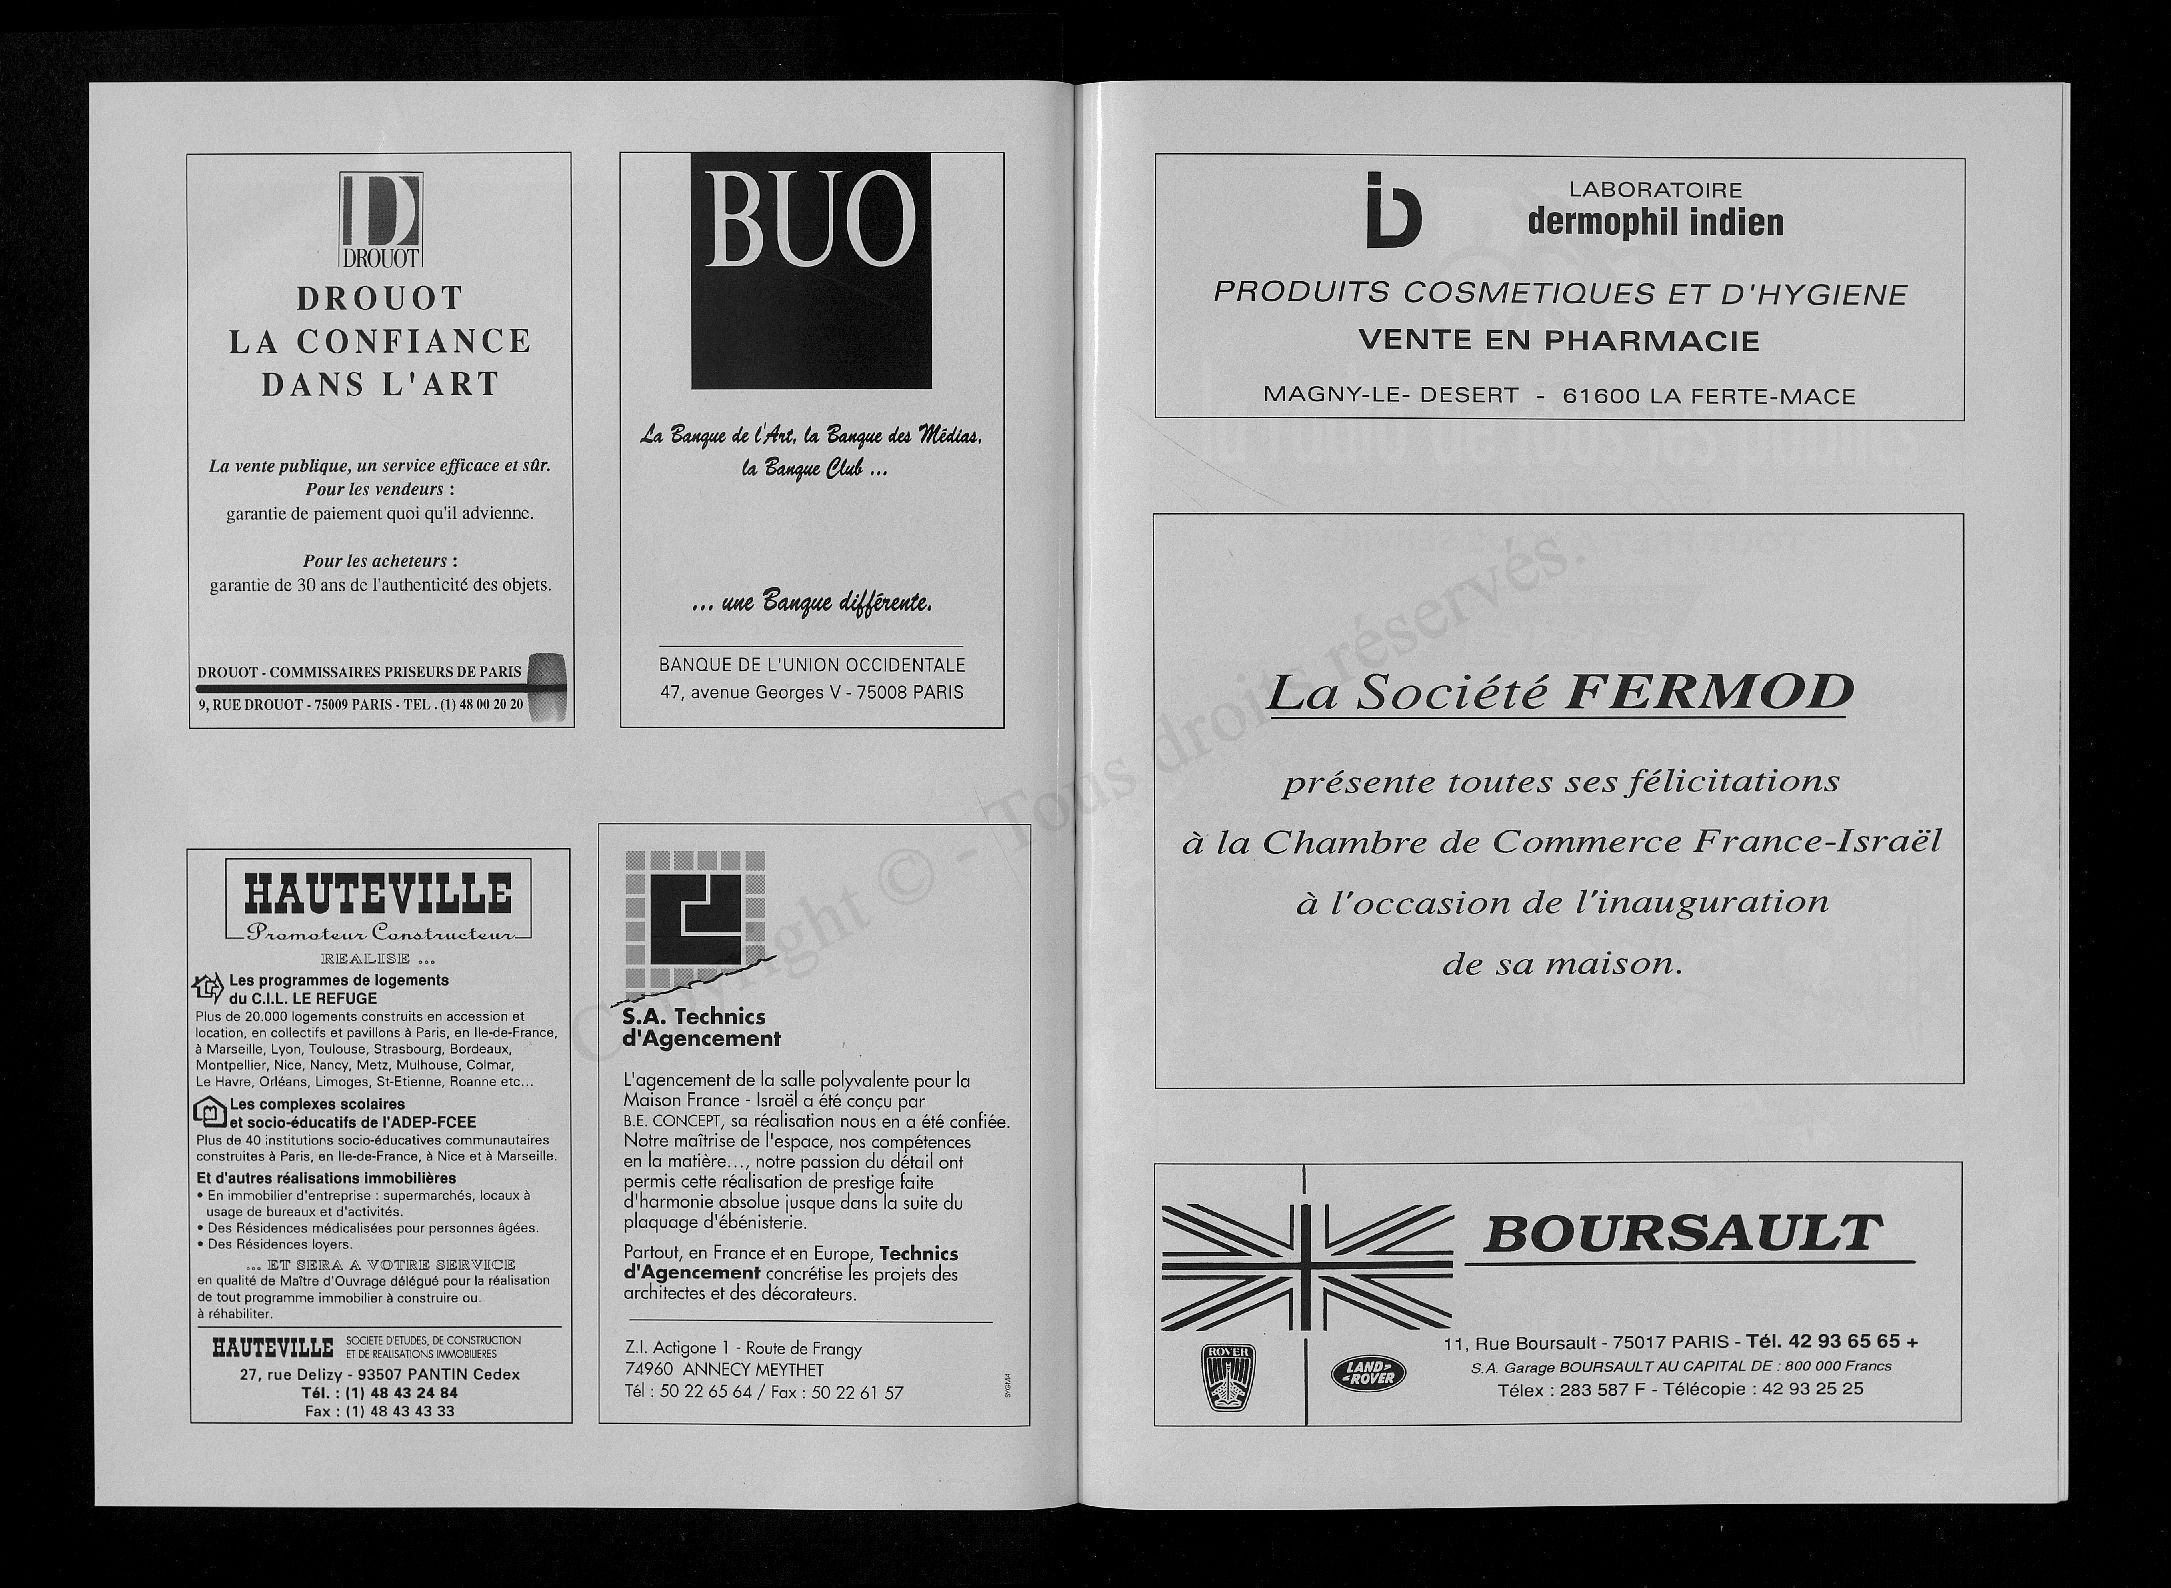 D
DROUOT
DROUOT
LA CONFIANCE
DANS L'ART
La vente publique, un service efficace et sûr.
Pour les vendeurs :
garantie de paiement quoi qu'il advienne.
Pour les acheteurs :
garantie de 30 ans de l'authenticité des objets.
DROUOT - COMMISSAIRES PRISEURS DE PARIS
9, RUE DROUOT - 75009 PARIS - TEL . (1) 48 00 20 20
BUO
La Banque de l'Art, la Banque des Médias,
la Banque Club ...
... une Banque différente.
BANQUE DE L'UNION OCCIDENTALE
47, avenue Georges V - 75008 PARIS
HAUTEVILLE
Promoteur Constructeur
REALISE ...
Les programmes de logements
du C.I.L. LE REFUGE
Plus de 20.000 logements construits en accession et
location, en collectifs et pavillons à Paris, en Ile-de-France,
à Marseille, Lyon, Toulouse, Strasbourg, Bordeaux,
Montpellier, Nice, Nancy, Metz, Mulhouse, Colmar,
Le Havre, Orléans, Limoges, St-Etienne, Roanne etc...
Les complexes scolaires
et socio-éducatifs de l'ADEP-FCEE
Plus de 40 institutions socio-éducatives communautaires
construites à Paris, en Ile-de-France, à Nice et à Marseille.
Et d'autres réalisations immobilières
• En immobilier d'entreprise : supermarchés, locaux à
usage de bureaux et d'activités.
• Des Résidences médicalisées pour personnes âgées.
• Des Résidences loyers.
... ET SERA A VOTRE SERVICE
en qualité de Maître d'Ouvrage délégué pour la réalisation
de tout programme immobilier à construire ou
à réhabiliter.
HAUTEVILLE SOCIETE D'ETUDES, DE CONSTRUCTION
ET DE REALISATIONS IMMOBILIERES
27, rue Delizy - 93507 PANTIN Cedex
Tél. : (1) 48 43 24 84
Fax : (1) 48 43 43 33
S.A. Technics
d'Agencement
L'agencement de la salle polyvalente pour la
Maison France - Israël a été conçu par
B.E. CONCEPT, sa réalisation nous en a été confiée.
Notre maîtrise de l'espace, nos compétences
en la matière..., notre passion du détail ont
permis cette réalisation de prestige faite
d'harmonie absolue jusque dans la suite du
plaquage d'ébénisterie.
Partout, en France et en Europe, Technics
d'Agencement concrétise les projets des
architectes et des décorateurs.
Z.I. Actigone 1 - Route de Frangy
74960 ANNECY MEYTHET
Tél : 50 22 65 64 / Fax : 50 22 61 57
SYGMA
LABORATOIRE
dermophil indien
PRODUITS COSMETIQUES ET D'HYGIENE
VENTE EN PHARMACIE
MAGNY-LE- DESERT - 61600 LA FERTE-MACE
La Société FERMOD
présente toutes ses félicitations
à la Chambre de Commerce France-Israël
à l'occasion de l'inauguration
de sa maison.
BOURSAULT
11, Rue Boursault - 75017 PARIS - Tél. 42 93 65 65 +
S.A. Garage BOURSAULT AU CAPITAL DE : 800 000 Francs
Télex : 283 587 F - Télécopie : 42 93 25 25
ROVER
LAND-
-ROVER
Copyright © - Tous droits réservés.